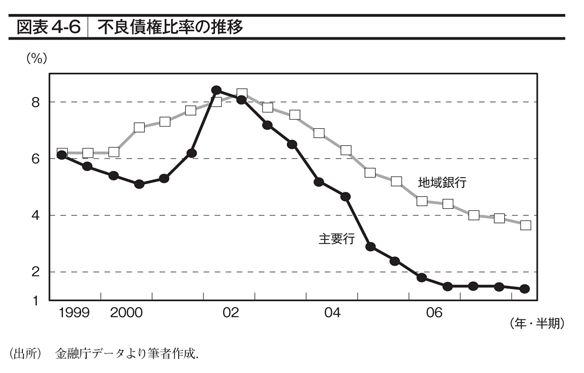 図表4-6 不良債権比率の推移
(%)
8
6
4
2
1
地域銀行
主要行
1999 2000 02 04 06
(年・半期)
(出所) 金融庁データより筆者作成.